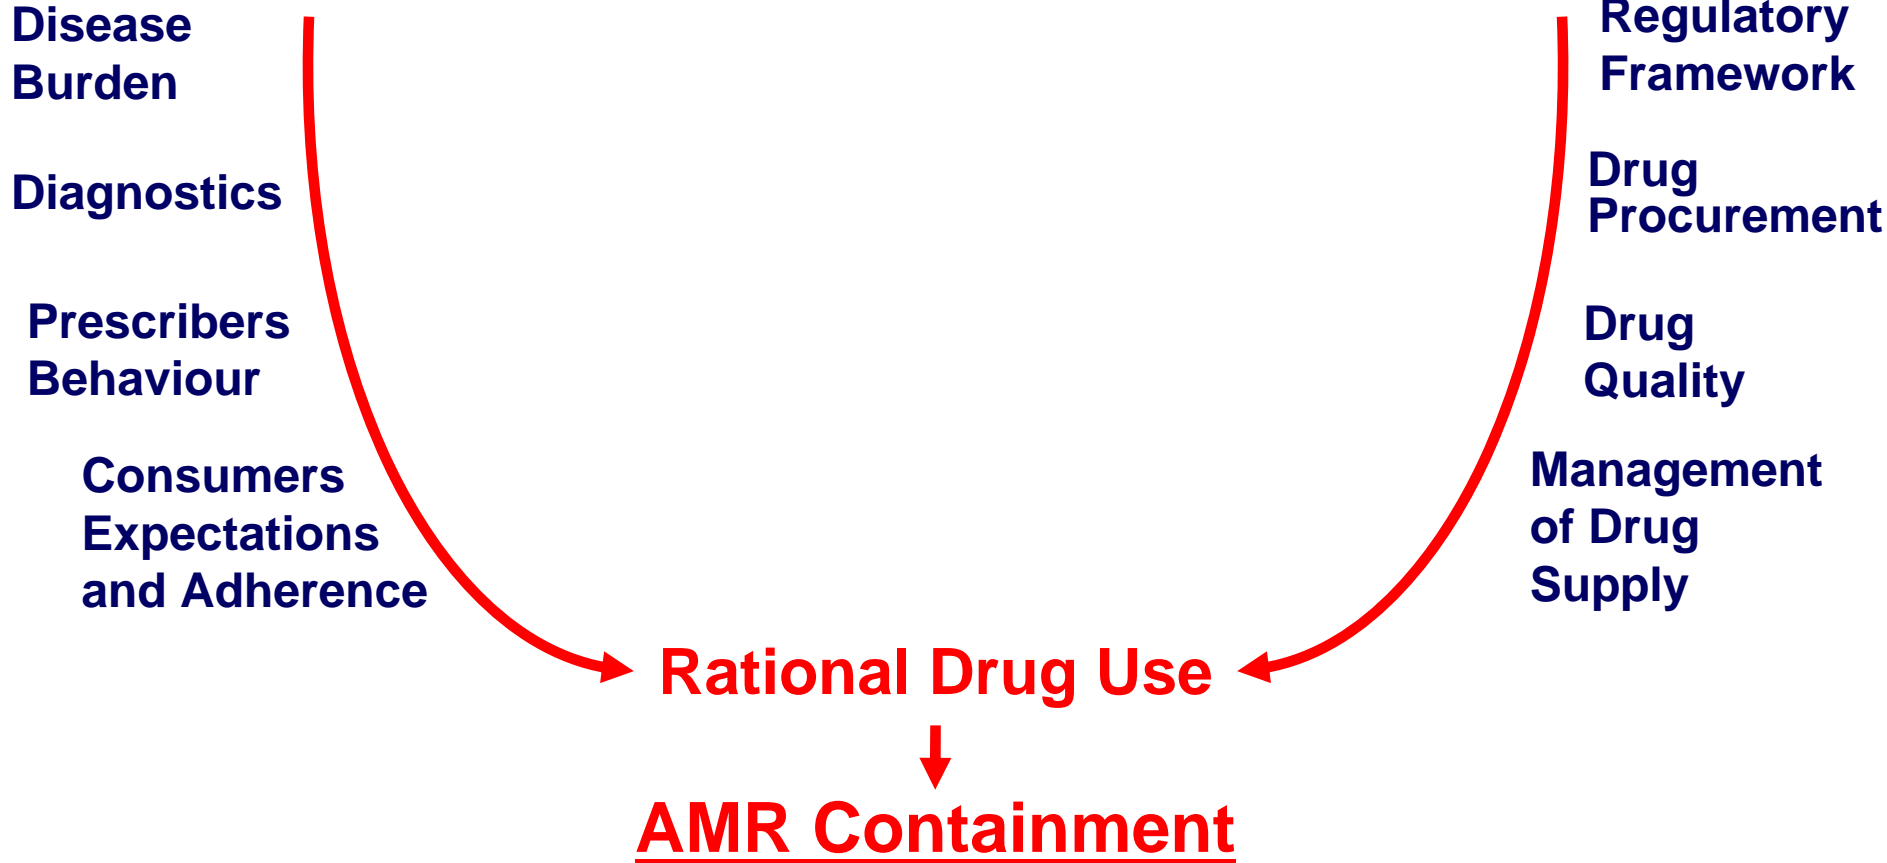 Disease
Burden
Diagnostics
Prescribers
Behaviour
Consumers
Expectations
and Adherence
Regulatory
Framework
Drug
Procurement
Drug
Quality
Management
of Drug
Supply
Rational Drug Use
AMR Containment